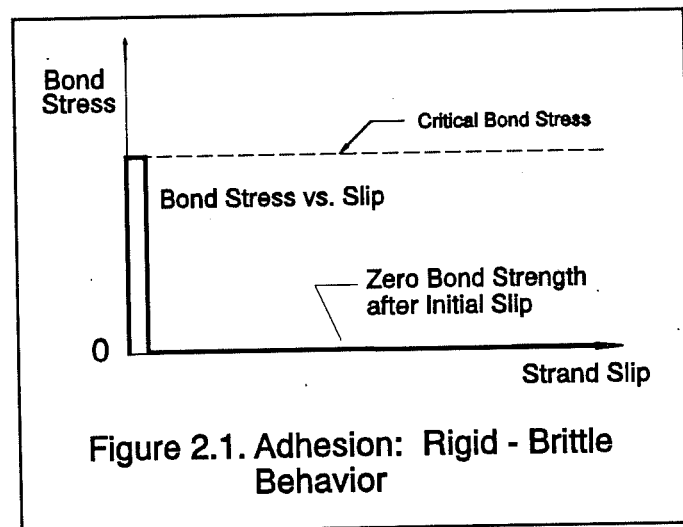 Bond
Stress
Critical Bond Stress
Bond Stress vs. Slip
Zero Bond Strength
after Initial Slip
0
Strand Slip
Figure 2.1. Adhesion: Rigid - Brittle
Behavior